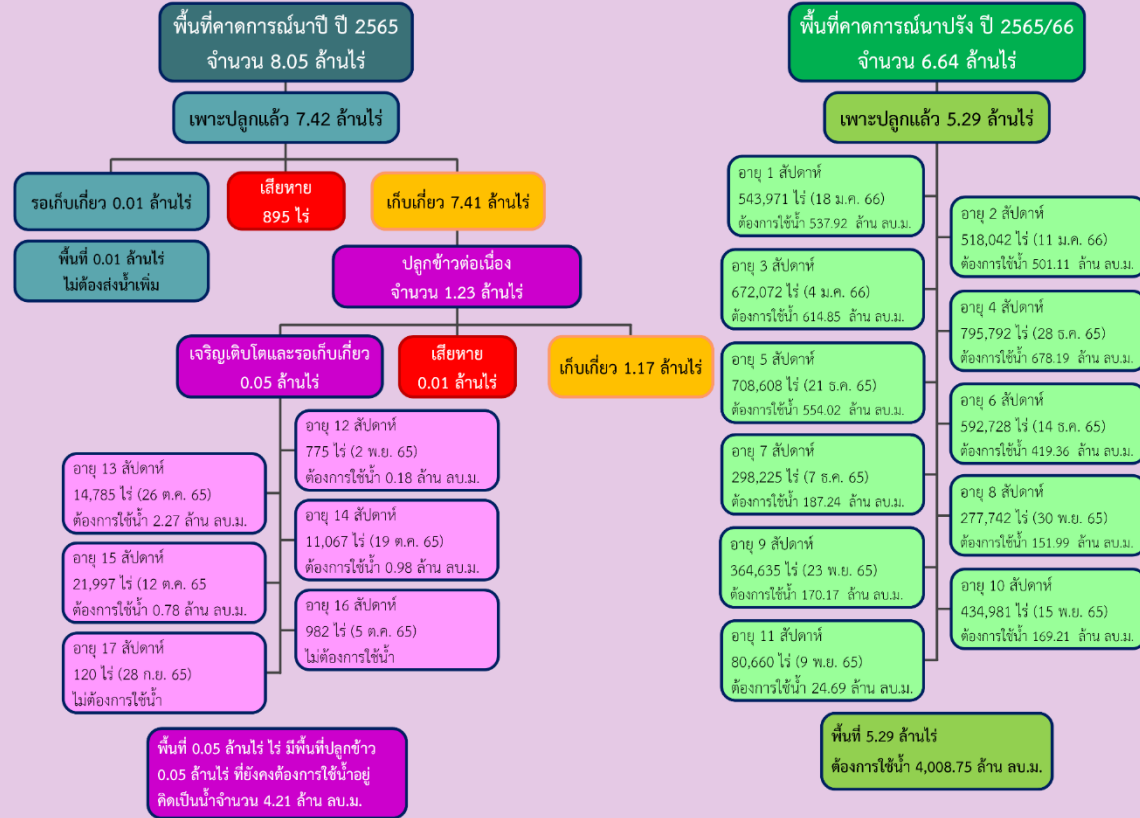 พื้นที่คาดการณ์นาปี ปี 2565
จำนวน 8.05 ล้านไร่
เพาะปลูกแล้ว 7.42 ล้านไร่
รอเก็บเกี่ยว 0.01 ล้านไร่
เสียหาย
895 ไร่
เก็บเกี่ยว 7.41 ล้านไร่
พื้นที่ 0.01 ล้านไร่
ไม่ต้องส่งน้ำเพิ่ม
ปลูกข้าวต่อเนื่อง
จำนวน 1.23 ล้านไร่
เจริญเติบโตและรอเก็บเกี่ยว
0.05 ล้านไร่
เสียหาย
0.01 ล้านไร่
เก็บเกี่ยว 1.17 ล้านไร่
อายุ 12 สัปดาห์
775 ไร่ (2 พ.ย. 65)
ต้องการใช้น้ำ 0.18 ล้าน ลบ.ม.
อายุ 13 สัปดาห์
14,785 ไร่ (26 ต.ค. 65)
ต้องการใช้น้ำ 2.27 ล้าน ลบ.ม.
อายุ 14 สัปดาห์
11,067 ไร่ (19 ต.ค. 65)
ต้องการใช้น้ำ 0.98 ล้าน ลบ.ม.
อายุ 15 สัปดาห์
21,997 ไร่ (12 ต.ค. 65
ต้องการใช้น้ำ 0.78 ล้าน ลบ.ม.
อายุ 16 สัปดาห์
982 ไร่ (5 ต.ค. 65)
ไม่ต้องการใช้น้ำ
อายุ 17 สัปดาห์
120 ไร่ (28 ก.ย. 65)
ไม่ต้องการใช้น้ำ
พื้นที่ 0.05 ล้านไร่ ไร่ มีพื้นที่ปลูกข้าว
0.05 ล้านไร่ ที่ยังคงต้องการใช้น้ำอยู่
คิดเป็นน้ำจำนวน 4.21 ล้าน ลบ.ม.
พื้นที่คาดการณ์นาปรัง ปี 2565/66
จำนวน 6.64 ล้านไร่
เพาะปลูกแล้ว 5.29 ล้านไร่
อายุ 1 สัปดาห์
543,971 ไร่ (18 ม.ค. 66)
ต้องการใช้น้ำ 537.92 ล้าน ลบ.ม.
อายุ 2 สัปดาห์
518,042 ไร่ (11 ม.ค. 66)
ต้องการใช้น้ำ 501.11 ล้าน ลบ.ม.
อายุ 3 สัปดาห์
672,072 ไร่ (4 ม.ค. 66)
ต้องการใช้น้ำ 614.85 ล้าน ลบ.ม.
อายุ 4 สัปดาห์
795,792 ไร่ (28 ธ.ค. 65)
ต้องการใช้น้ำ 678.19 ล้าน ลบ.ม.
อายุ 5 สัปดาห์
708,608 ไร่ (21 ธ.ค. 65)
ต้องการใช้น้ำ 554.02 ล้าน ลบ.ม.
อายุ 6 สัปดาห์
592,728 ไร่ (14 ธ.ค. 65)
ต้องการใช้น้ำ 419.36 ล้าน ลบ.ม.
อายุ 7 สัปดาห์
298,225 ไร่ (7 ธ.ค. 65)
ต้องการใช้น้ำ 187.24 ล้าน ลบ.ม.
อายุ 8 สัปดาห์
277,742 ไร่ (30 พ.ย. 65)
ต้องการใช้น้ำ 151.99 ล้าน ลบ.ม.
อายุ 9 สัปดาห์
364,635 ไร่ (23 พ.ย. 65)
ต้องการใช้น้ำ 170.17 ล้าน ลบ.ม.
อายุ 10 สัปดาห์
434,981 ไร่ (15 พ.ย. 65)
ต้องการใช้น้ำ 169.21 ล้าน ลบ.ม.
อายุ 11 สัปดาห์
80,660 ไร่ (9 พ.ย. 65)
ต้องการใช้น้ำ 24.69 ล้าน ลบ.ม.
พื้นที่ 5.29 ล้านไร่
ต้องการใช้น้ำ 4,008.75 ล้าน ลบ.ม.